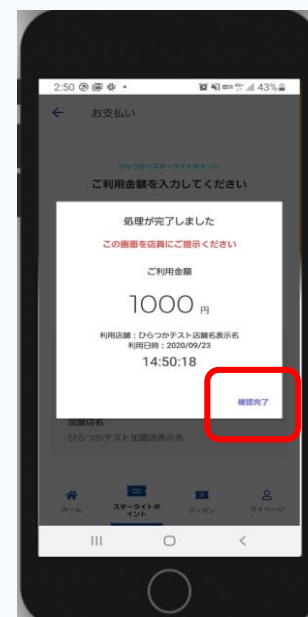 2:50
43%
お支払い
ひらつか☆スターライトポイント
ご利用金額を入力してください
処理が完了しました
この画面を店員にご提示ください
ご利用金額
1000 円
利用店舗：ひらつかテスト店舗名表示名
利用日時：2020/09/23
14:50:18
確認完了
加盟店名
ひらつかテスト加盟店表示名
ホーム
スターライトポ
イント
クーポン
マイページ